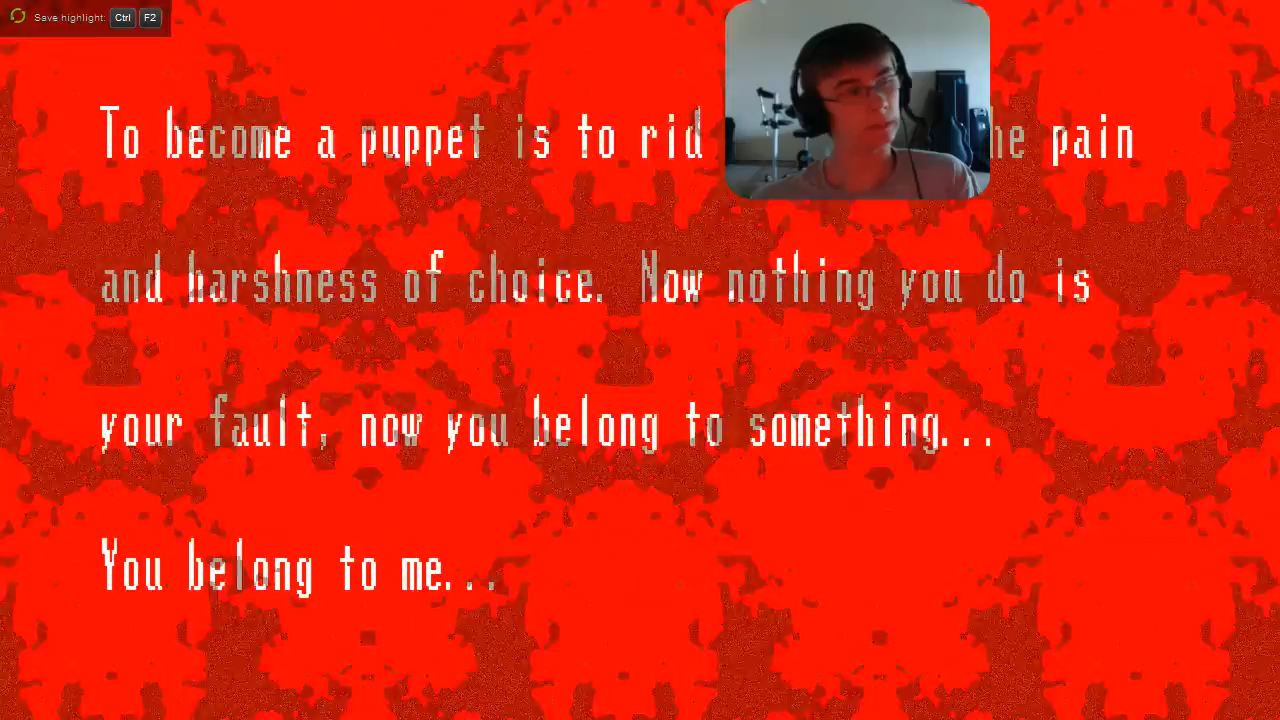 Save highlight: Ctrl F2
To become a puppet is to rid pain
and harshness of choice. Now nothing you do is
your fault, now you belong to something...
You belong to me...